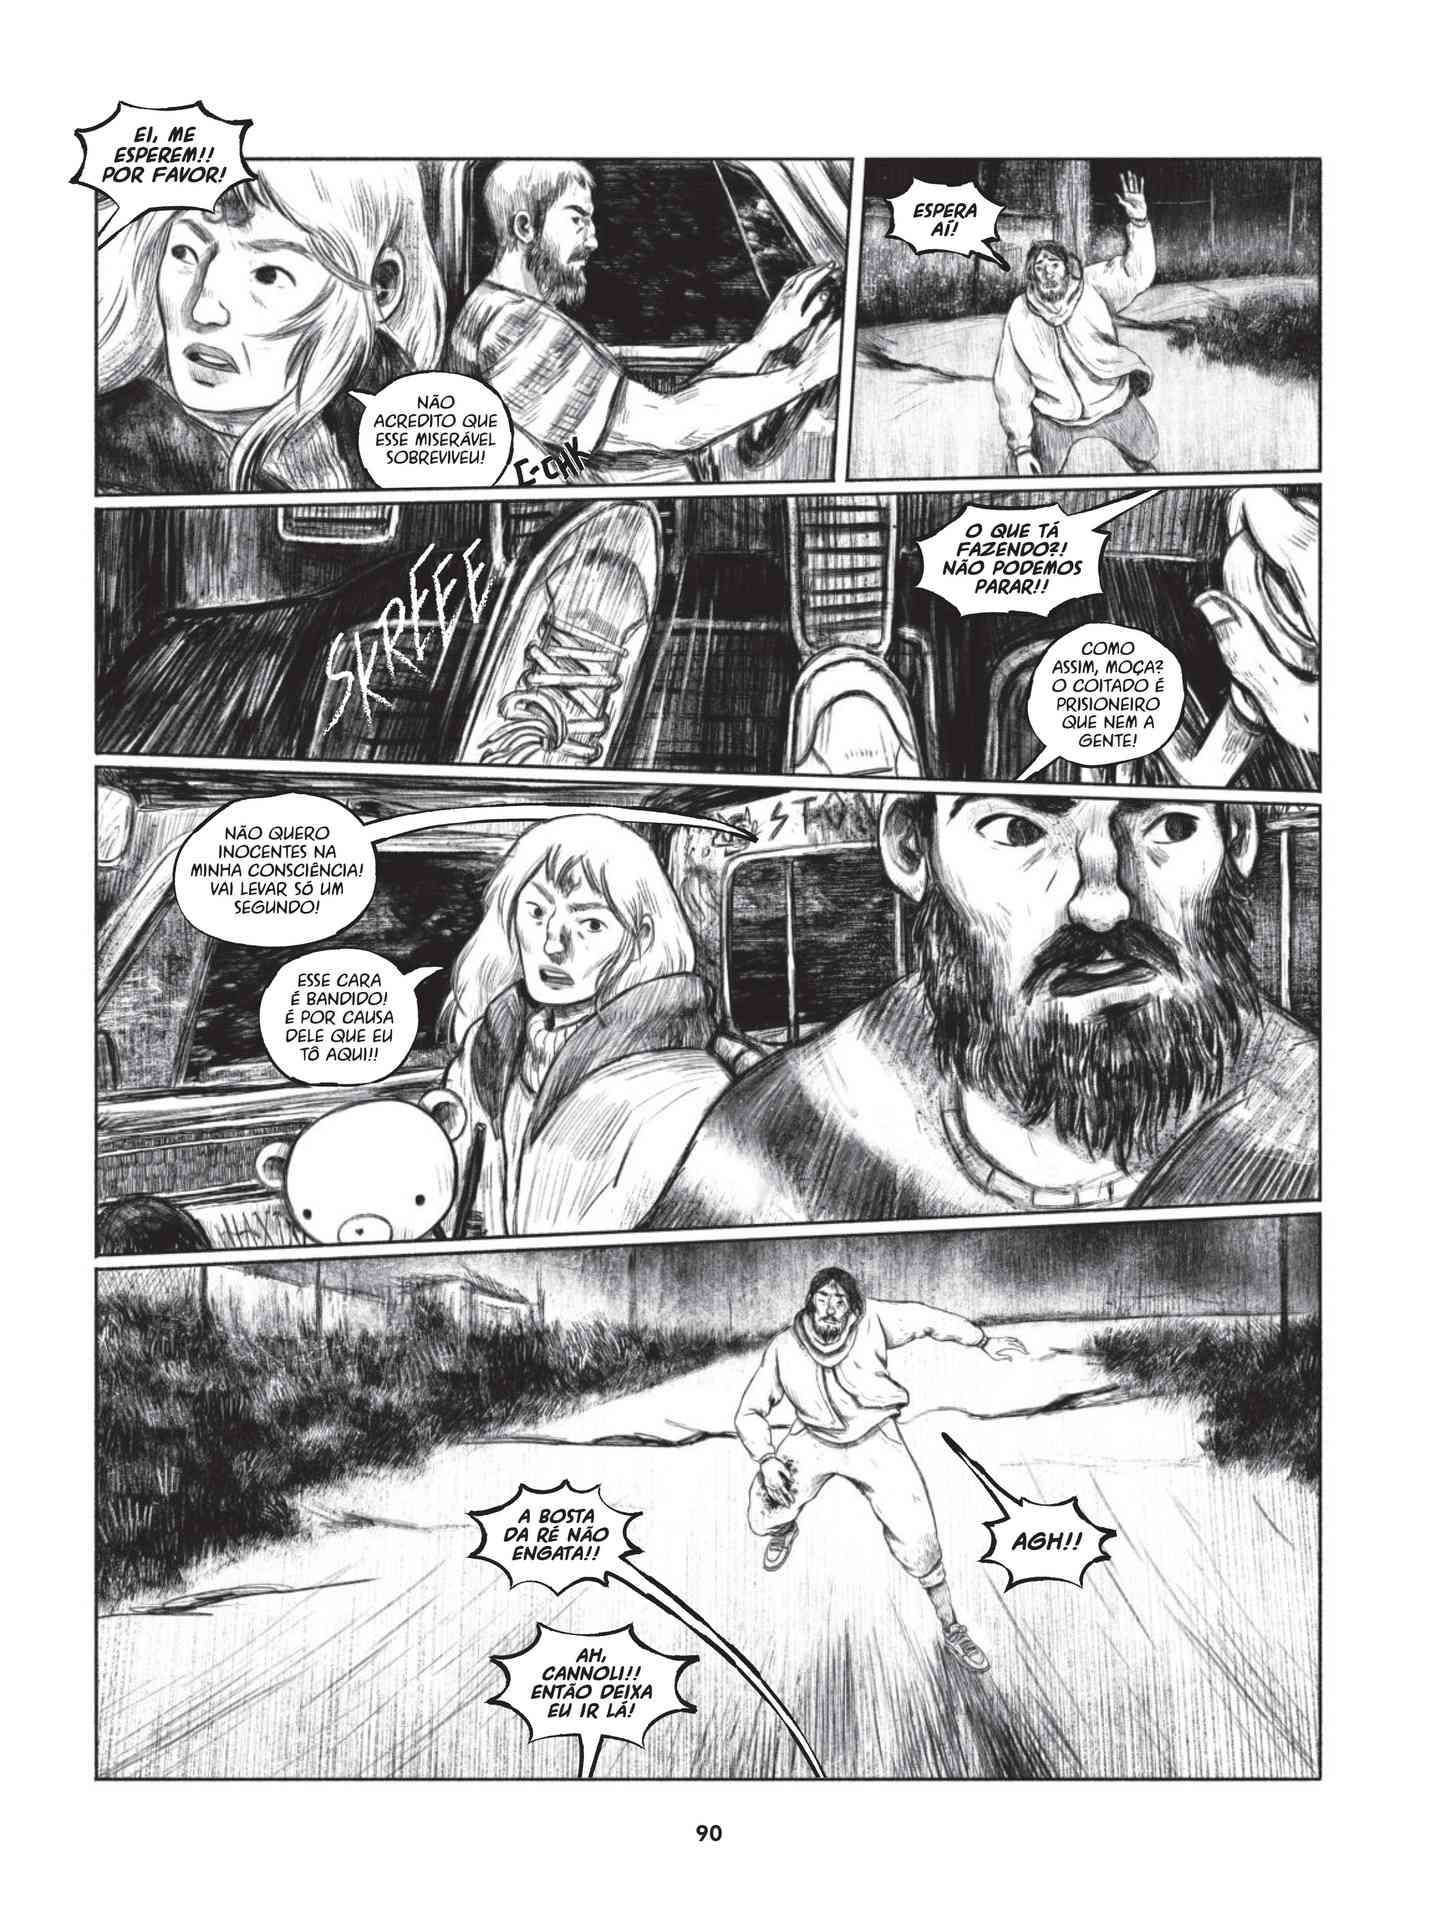 EI, ME
ESPEREM!!
POR FAVOR!
NÃO
ACREDITO QUE
ESSE MISERÁVEL
SOBREVIVEU!
C-CHK
ESPERA
AÍ!
SKREEE
O QUE TÁ
FAZENDO?!
NÃO PODEMOS
PARAR!!
COMO
ASSIM, MOÇA?
O COITADO É
PRISIONEIRO
QUE NEM A
GENTE!
NÃO QUERO
INOCENTES NA
MINHA CONSCIÊNCIA!
VAI LEVAR SÓ UM
SEGUNDO!
ESSE CARA
É BANDIDO!
É POR CAUSA
DELE QUE EU
TÔ AQUI!!
A BOSTA
DA RÉ NÃO
ENGATA!!
AGH!!
AH,
CANNOLI!!
ENTÃO DEIXA
EU IR LÁ!
90